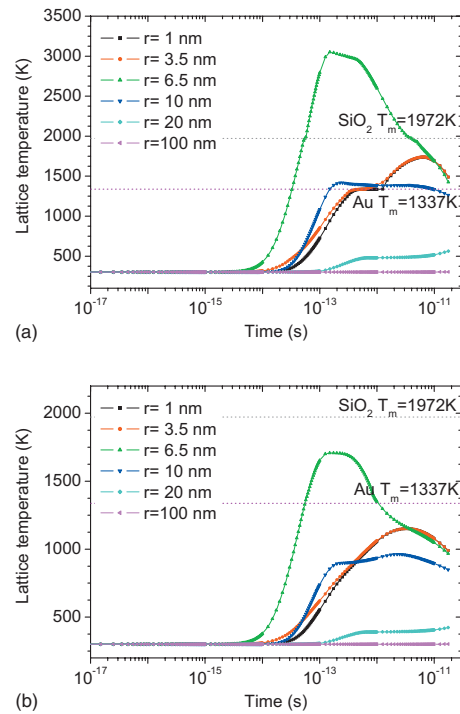 3500
3000
2500
2000
1500
1000
500
Lattice temperature (K)
r= 1 nm
r= 3.5 nm
r= 6.5 nm
r= 10 nm
r= 20 nm
r=100 nm
SiO2 Tm=1972K
Au Tm=1337K
10-17
10-15
10-13
10-11
Time (s)
(a)
2000
1500
1000
500
Lattice temperature (K)
r= 1 nm
r= 3.5 nm
r= 6.5 nm
r= 10 nm
r= 20 nm
r=100 nm
SiO2 Tm=1972K
Au Tm=1337K
10-17
10-15
10-13
10-11
Time (s)
(b)